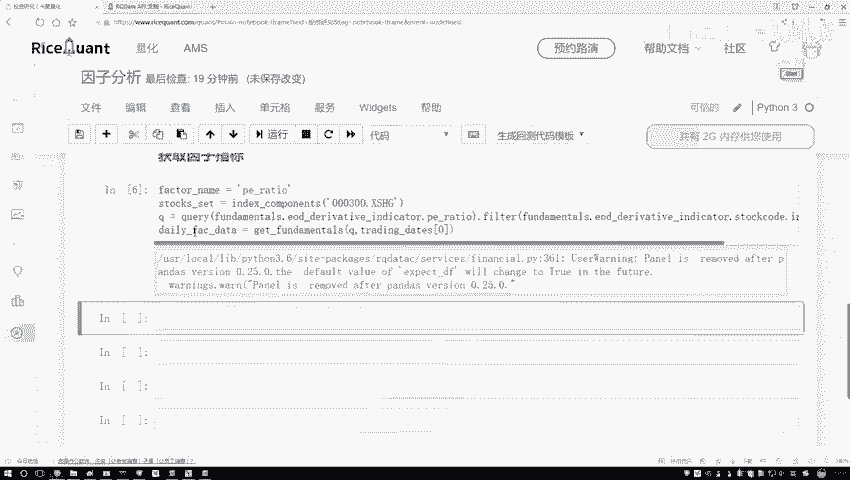 RiceQuant 量化 AMS 预约路演 帮助文档 社区
因子分析 最后检查: 19 分钟前 (未保存改变)
文件 编辑 查看 插入 单元格 服务 Widgets 帮助 可信的 Python 3
运行 代码 生成回测代码模板 共有 2G 内存供您使用
获取因子指标
In [6]: factor_name = 'pe_ratio'
stocks_set = index_components('000300.XSHG')
q = query(fundamentals.eod_derivative_indicator.pe_ratio).filter(fundamentals.eod_derivative_indicator.stockcode.in
daily_fac_data = get_fundamentals(q,trading_dates[0])
/usr/local/lib/python3.6/site-packages/rqdatac/services/financial.py:361: UserWarning: Panel is removed after p
andas version 0.25.0.the default value of `expect_df` will change to True in the future.
warnings.warn("Panel is removed after pandas version 0.25.0."
In [ ]:
In [ ]:
In [ ]:
In [ ]: